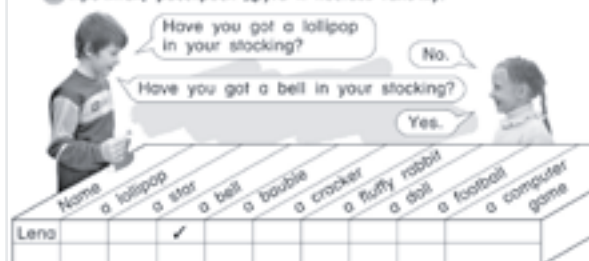 Have you got a lollipop
in your stocking?
No.
Have you got a bell in your stocking?
Yes.
Name
a lollipop
a star
a bell
a bauble
a cracker
a fluffy rabbit
a doll
a football
a computer
game
Lena ✓